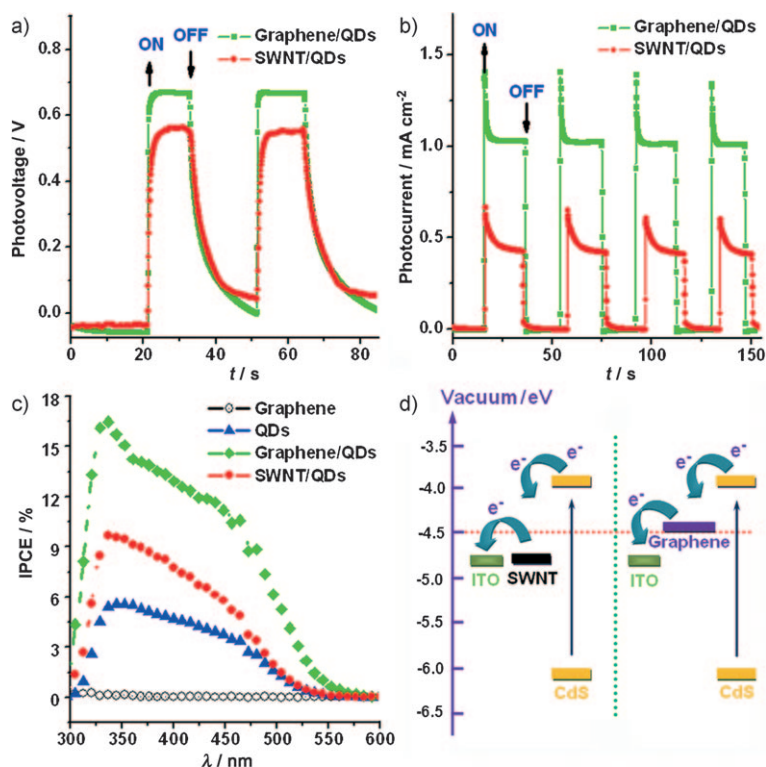 a)
ON
OFF
Graphene/QDs
SWNT/QDs
Photovoltage / V
0.8
0.6
0.4
0.2
0.0
0 20 40 60 80
t / s
b)
ON
OFF
Graphene/QDs
SWNT/QDs
Photocurrent / mA cm-2
1.5
1.0
0.5
0.0
0 50 100 150
t / s
c)
Graphene
QDs
Graphene/QDs
SWNT/QDs
IPCE / %
18
15
12
9
6
3
0
300 350 400 450 500 550 600
λ / nm
d)
Vacuum/eV
-3.5
-4.0
-4.5
-5.0
-5.5
-6.0
-6.5
e-
e-
e-
ITO
SWNT
CdS
e-
e-
e-
Graphene
ITO
CdS